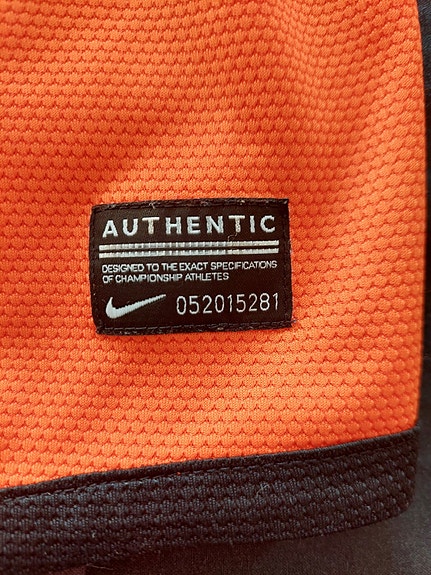 AUTHENTIC
DESIGNED TO THE EXACT SPECIFICATIONS
OF CHAMPIONSHIP ATHLETES
052015281